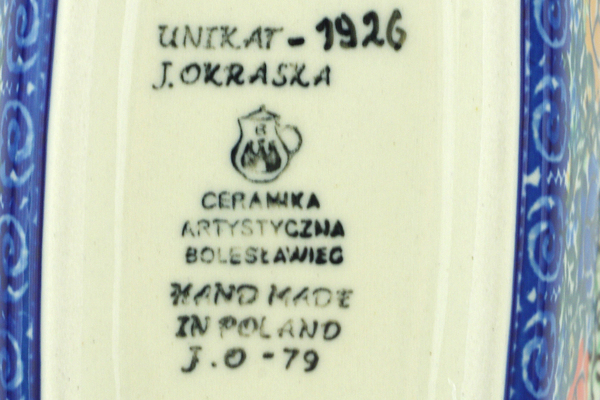 UNIKAT - 1926
J. OKRASKA
B
CERAMIKA
ARTYSTYCZNA
BOLESŁAWIEC
HAND MADE
IN POLAND
J.O - 79